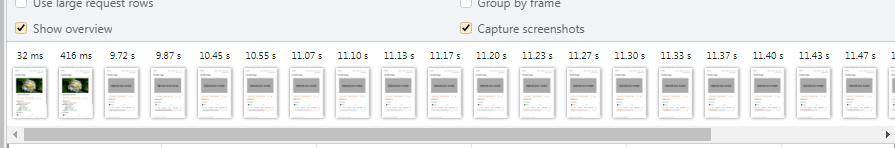 Use large request rows Group by frame
Show overview Capture screenshots
32 ms 416 ms 9.72 s 9.87 s 10.45 s 10.55 s 11.07 s 11.10 s 11.13 s 11.17 s 11.20 s 11.23 s 11.27 s 11.30 s 11.33 s 11.37 s 11.40 s 11.43 s 11.47 s